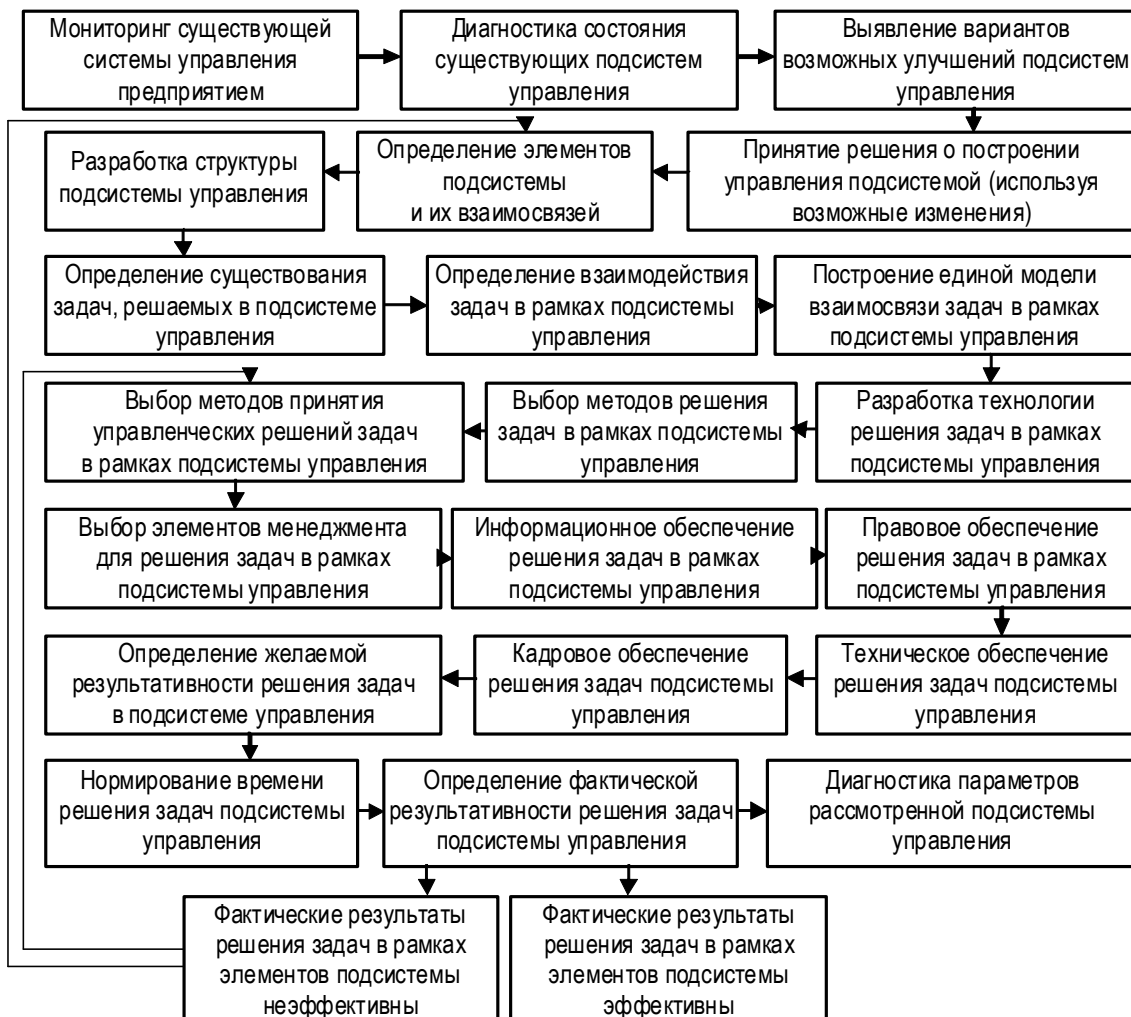 Мониторинг существующей
системы управления
предприятием
Диагностика состояния
существующих подсистем
управления
Выявление вариантов
возможных улучшений подсистем
управления
Принятие решения о построении
управления подсистемой (используя
возможные изменения)
Определение элементов
подсистемы
и их взаимосвязей
Разработка структуры
подсистемы управления
Определение существования
задач, решаемых в подсистеме
управления
Определение взаимодействия
задач в рамках подсистемы
управления
Построение единой модели
взаимосвязи задач в рамках
подсистемы управления
Разработка технологии
решения задач в рамках
подсистемы управления
Выбор методов решения
задач в рамках подсистемы
управления
Выбор методов принятия
управленческих решений задач
в рамках подсистемы управления
Выбор элементов менеджмента
для решения задач в рамках
подсистемы управления
Информационное обеспечение
решения задач в рамках
подсистемы управления
Правовое обеспечение
решения задач в рамках
подсистемы управления
Техническое обеспечение
решения задач подсистемы
управления
Кадровое обеспечение
решения задач подсистемы
управления
Определение желаемой
результативности решения задач
в подсистеме управления
Нормирование времени
решения задач подсистемы
управления
Определение фактической
результативности решения задач
подсистемы управления
Диагностика параметров
рассмотренной подсистемы
управления
Фактические результаты
решения задач в рамках
элементов подсистемы
неэффективны
Фактические результаты
решения задач в рамках
элементов подсистемы
эффективны